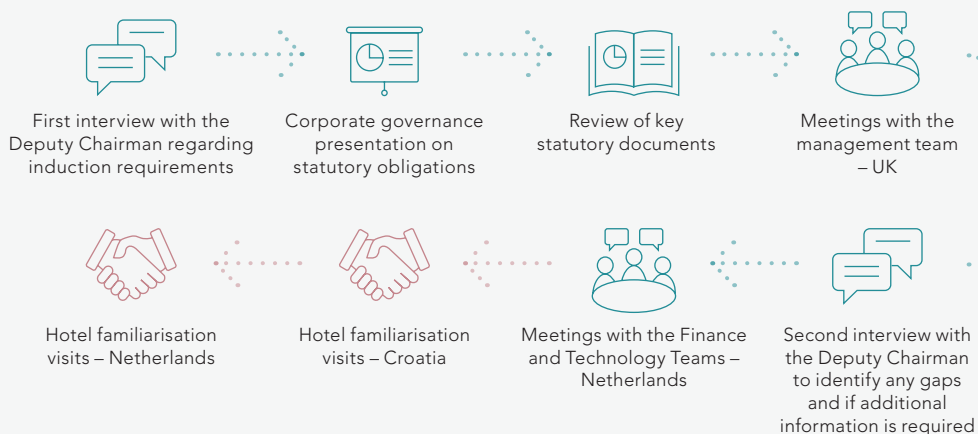 First interview with the
Deputy Chairman regarding
induction requirements
Corporate governance
presentation on
statutory obligations
Review of key
statutory documents
Meetings with the
management team
– UK
Hotel familiarisation
visits – Netherlands
Hotel familiarisation
visits – Croatia
Meetings with the Finance
and Technology Teams –
Netherlands
Second interview with
the Deputy Chairman
to identify any gaps
and if additional
information is required